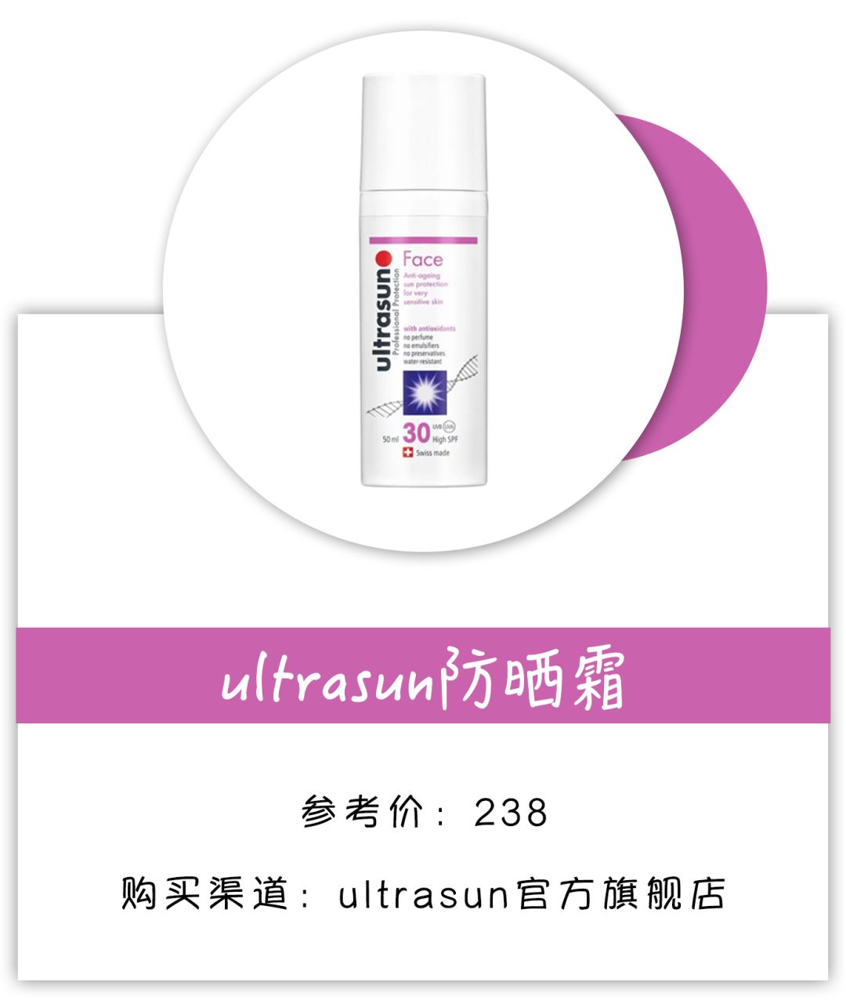 ultrasun
Professional Protection
Face
Anti-ageing
sun protection
for very
sensitive skin
with antioxidants
no perfume
no emulsifiers
no preservatives
water-resistant
50 ml 30 UVB UVA
High SPF
Swiss made
ultrasun防晒霜
参考价：238
购买渠道：ultrasun官方旗舰店